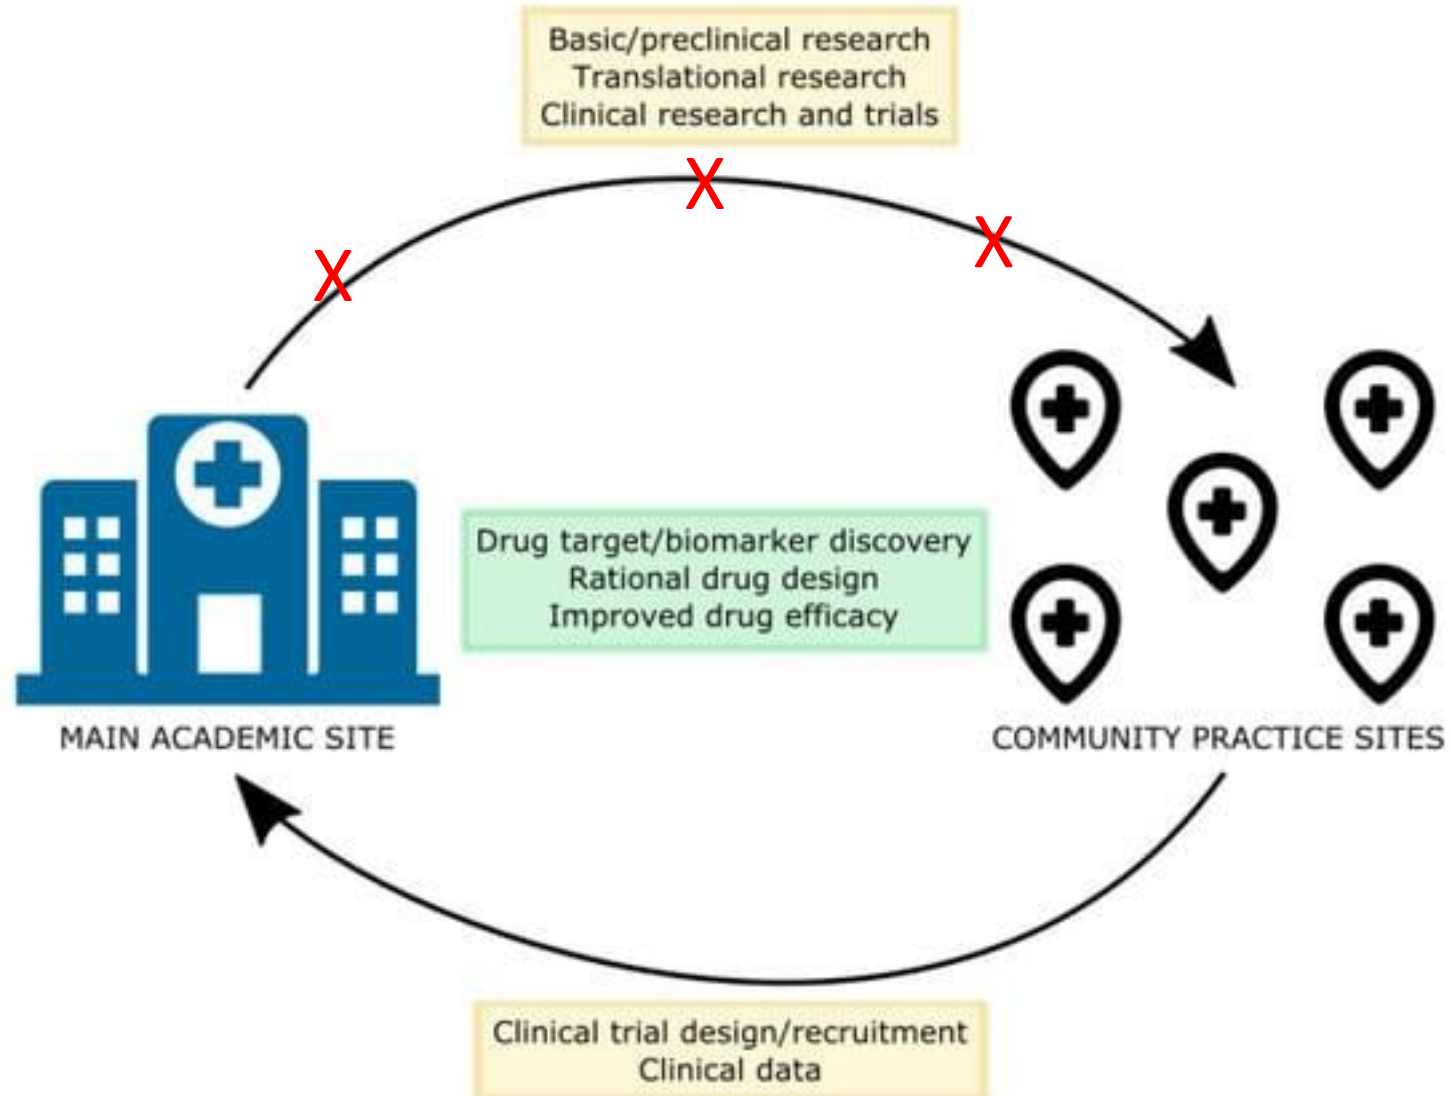 Basic/preclinical research
Translational research
Clinical research and trials
X
X
X
Drug target/biomarker discovery
Rational drug design
Improved drug efficacy
MAIN ACADEMIC SITE
COMMUNITY PRACTICE SITES
Clinical trial design/recruitment
Clinical data